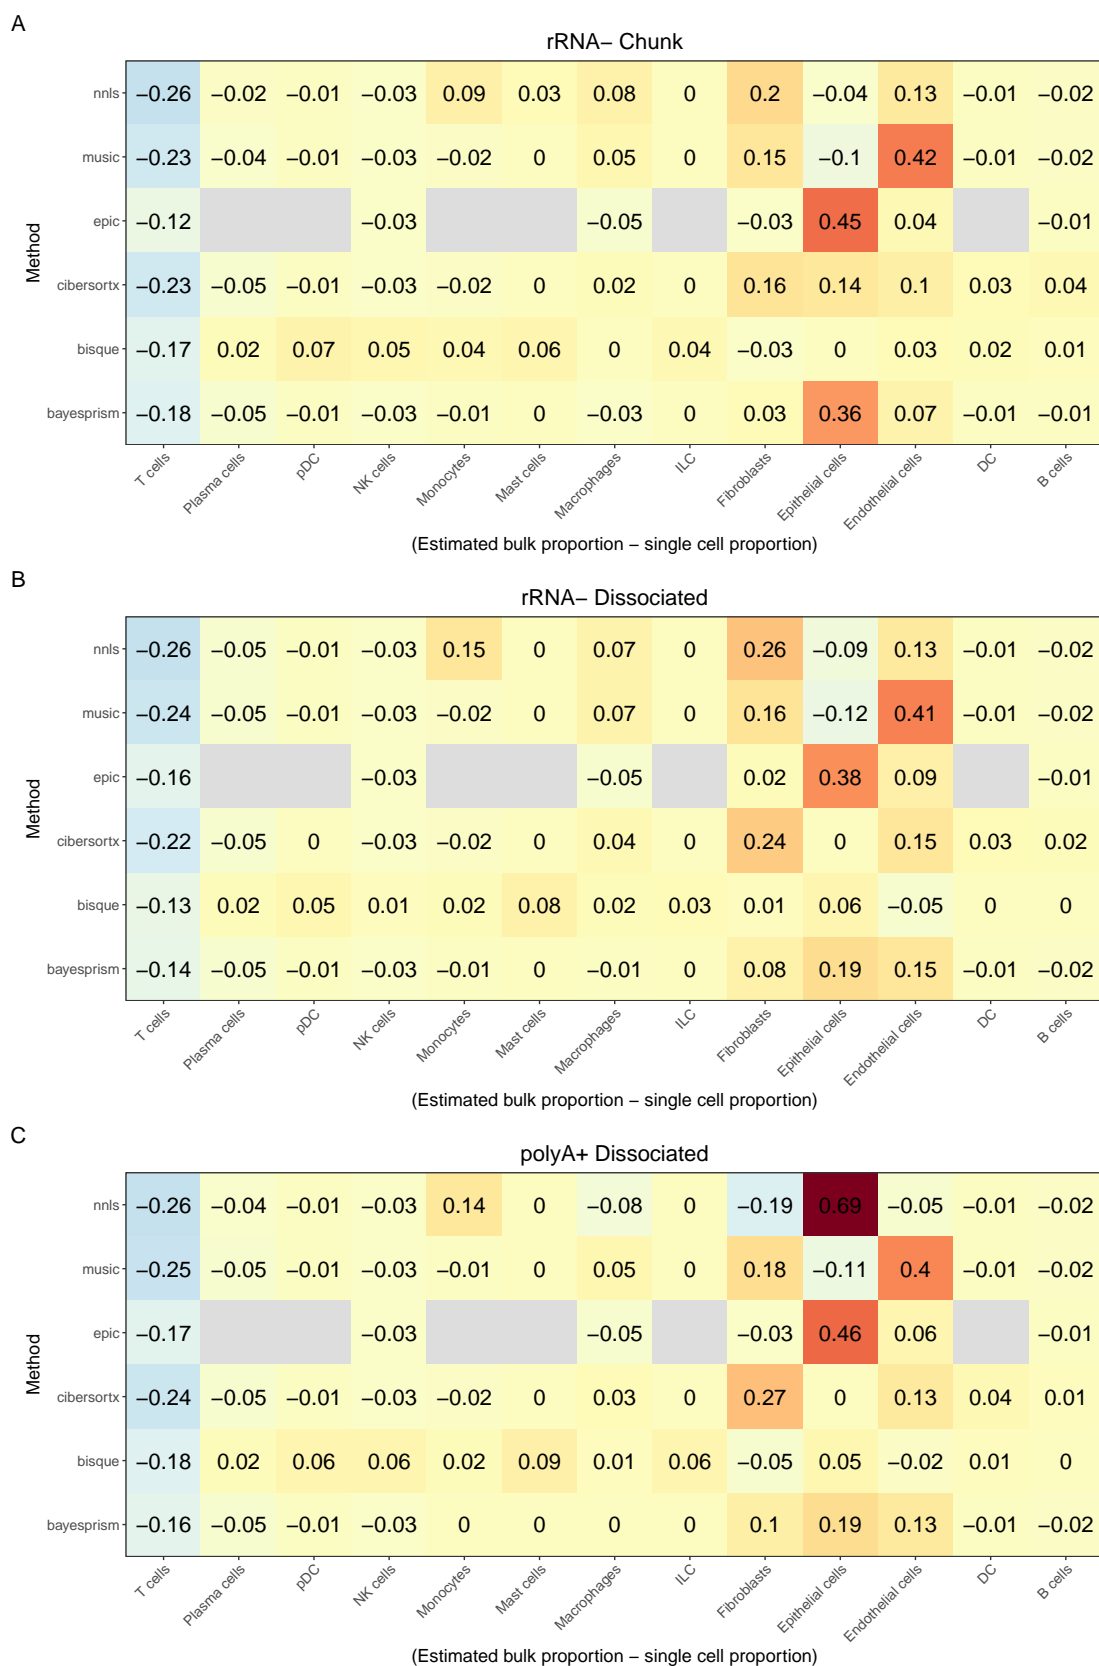 A
rRNA− Chunk
nnls −0.26 −0.02 −0.01 −0.03 0.09 0.03 0.08 0 0.2 −0.04 0.13 −0.01 −0.02
music −0.23 −0.04 −0.01 −0.03 −0.02 0 0.05 0 0.15 −0.1 0.42 −0.01 −0.02
epic −0.12 −0.03 −0.05 −0.03 0.45 0.04 −0.01
cibersortx −0.23 −0.05 −0.01 −0.03 −0.02 0 0.02 0 0.16 0.14 0.1 0.03 0.04
bisque −0.17 0.02 0.07 0.05 0.04 0.06 0 0.04 −0.03 0 0.03 0.02 0.01
bayesprism −0.18 −0.05 −0.01 −0.03 −0.01 0 −0.03 0 0.03 0.36 0.07 −0.01 −0.01
Method
T cells Plasma cells pDC NK cells Monocytes Mast cells Macrophages ILC Fibroblasts Epithelial cells Endothelial cells DC B cells
(Estimated bulk proportion − single cell proportion)
B
rRNA− Dissociated
nnls −0.26 −0.05 −0.01 −0.03 0.15 0 0.07 0 0.26 −0.09 0.13 −0.01 −0.02
music −0.24 −0.05 −0.01 −0.03 −0.02 0 0.07 0 0.16 −0.12 0.41 −0.01 −0.02
epic −0.16 −0.03 −0.05 0.02 0.38 0.09 −0.01
cibersortx −0.22 −0.05 0 −0.03 −0.02 0 0.04 0 0.24 0 0.15 0.03 0.02
bisque −0.13 0.02 0.05 0.01 0.02 0.08 0.02 0.03 0.01 0.06 −0.05 0 0
bayesprism −0.14 −0.05 −0.01 −0.03 −0.01 0 −0.01 0 0.08 0.19 0.15 −0.01 −0.02
Method
T cells Plasma cells pDC NK cells Monocytes Mast cells Macrophages ILC Fibroblasts Epithelial cells Endothelial cells DC B cells
(Estimated bulk proportion − single cell proportion)
C
polyA+ Dissociated
nnls −0.26 −0.04 −0.01 −0.03 0.14 0 −0.08 0 −0.19 0.69 −0.05 −0.01 −0.02
music −0.25 −0.05 −0.01 −0.03 −0.01 0 0.05 0 0.18 −0.11 0.4 −0.01 −0.02
epic −0.17 −0.03 −0.05 −0.03 0.46 0.06 −0.01
cibersortx −0.24 −0.05 −0.01 −0.03 −0.02 0 0.03 0 0.27 0 0.13 0.04 0.01
bisque −0.18 0.02 0.06 0.06 0.02 0.09 0.01 0.06 −0.05 0.05 −0.02 0.01 0
bayesprism −0.16 −0.05 −0.01 −0.03 0 0 0 0 0.1 0.19 0.13 −0.01 −0.02
Method
T cells Plasma cells pDC NK cells Monocytes Mast cells Macrophages ILC Fibroblasts Epithelial cells Endothelial cells DC B cells
(Estimated bulk proportion − single cell proportion)